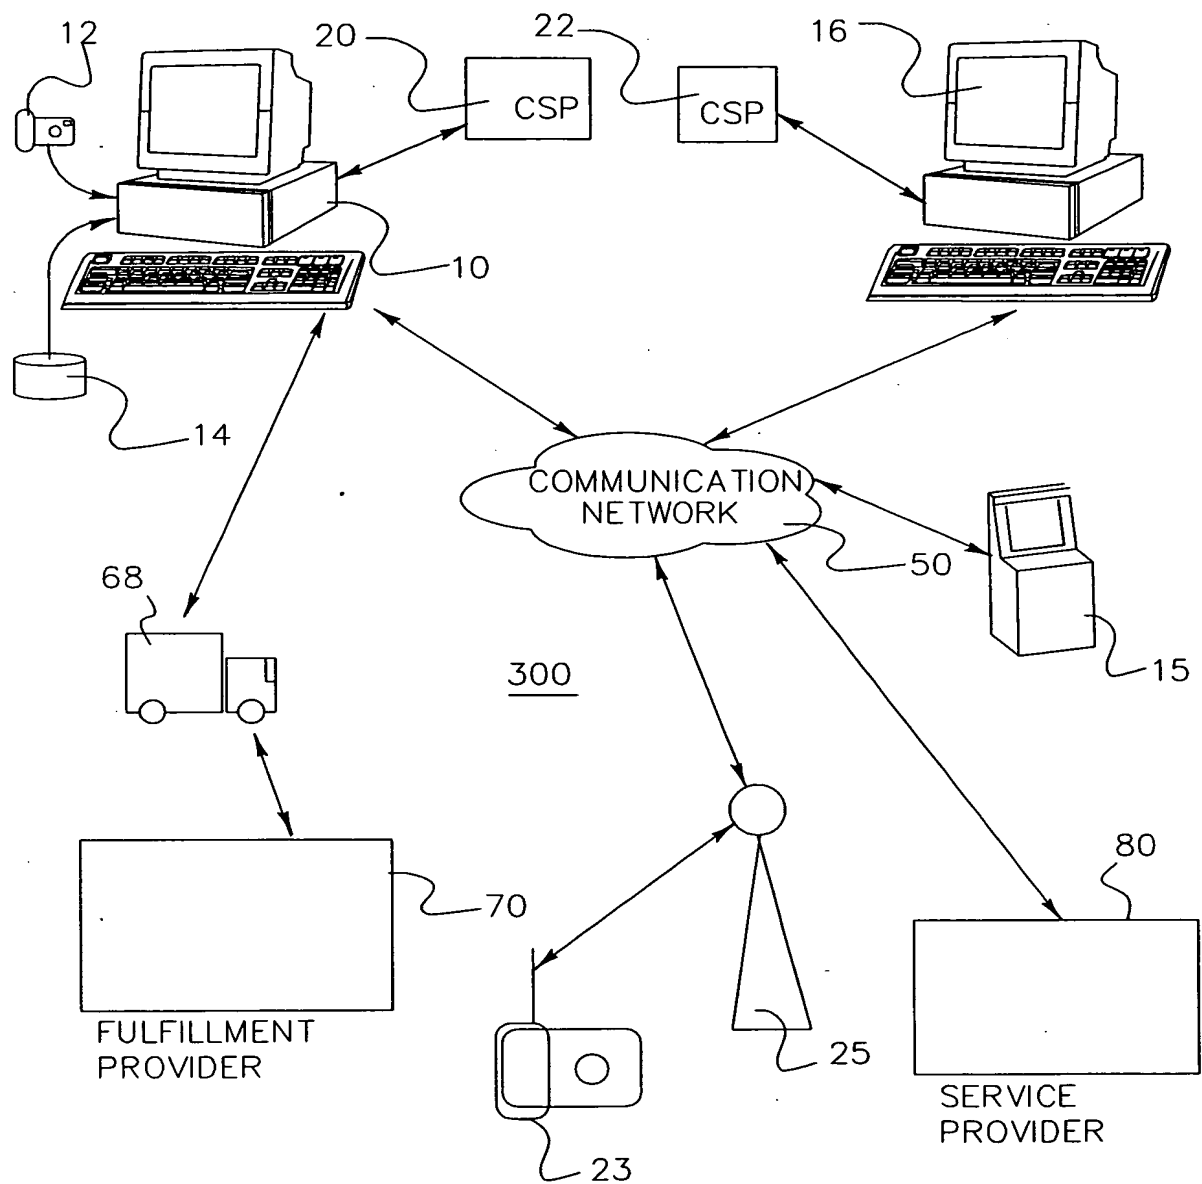 12
20
22
16
CSP
CSP
10
14
COMMUNICATION
NETWORK
50
68
15
300
80
70
FULFILLMENT
PROVIDER
25
SERVICE
PROVIDER
23